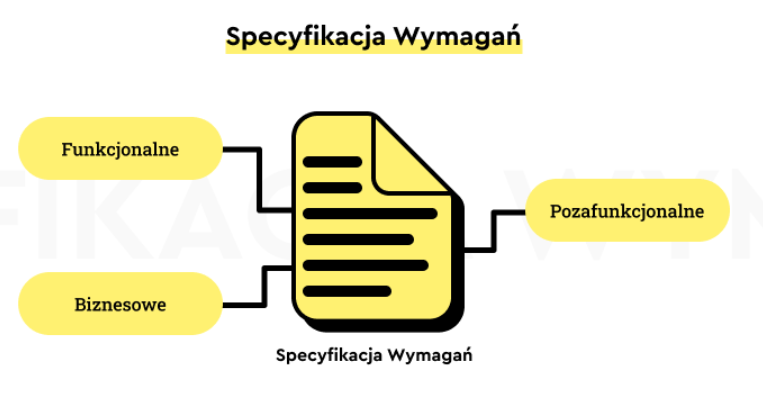 Specyfikacja Wymagań
Funkcjonalne
Pozafunkcjonalne
Biznesowe
Specyfikacja Wymagań